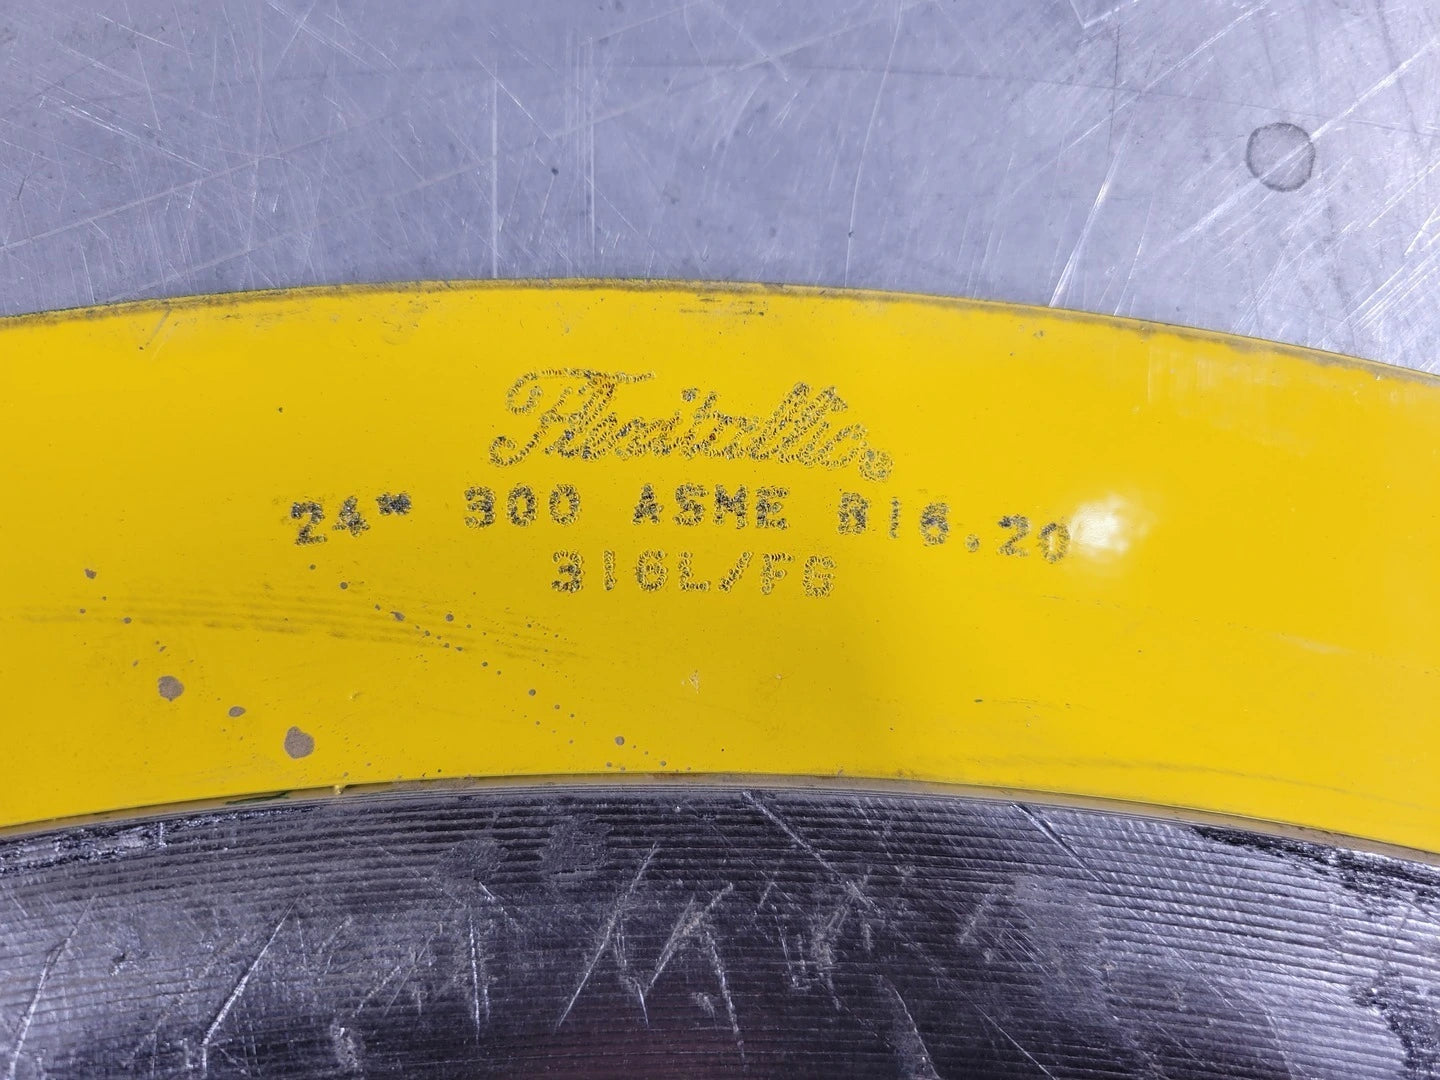 Flexitallic®
24" 300 ASME B16.20
316L/FG